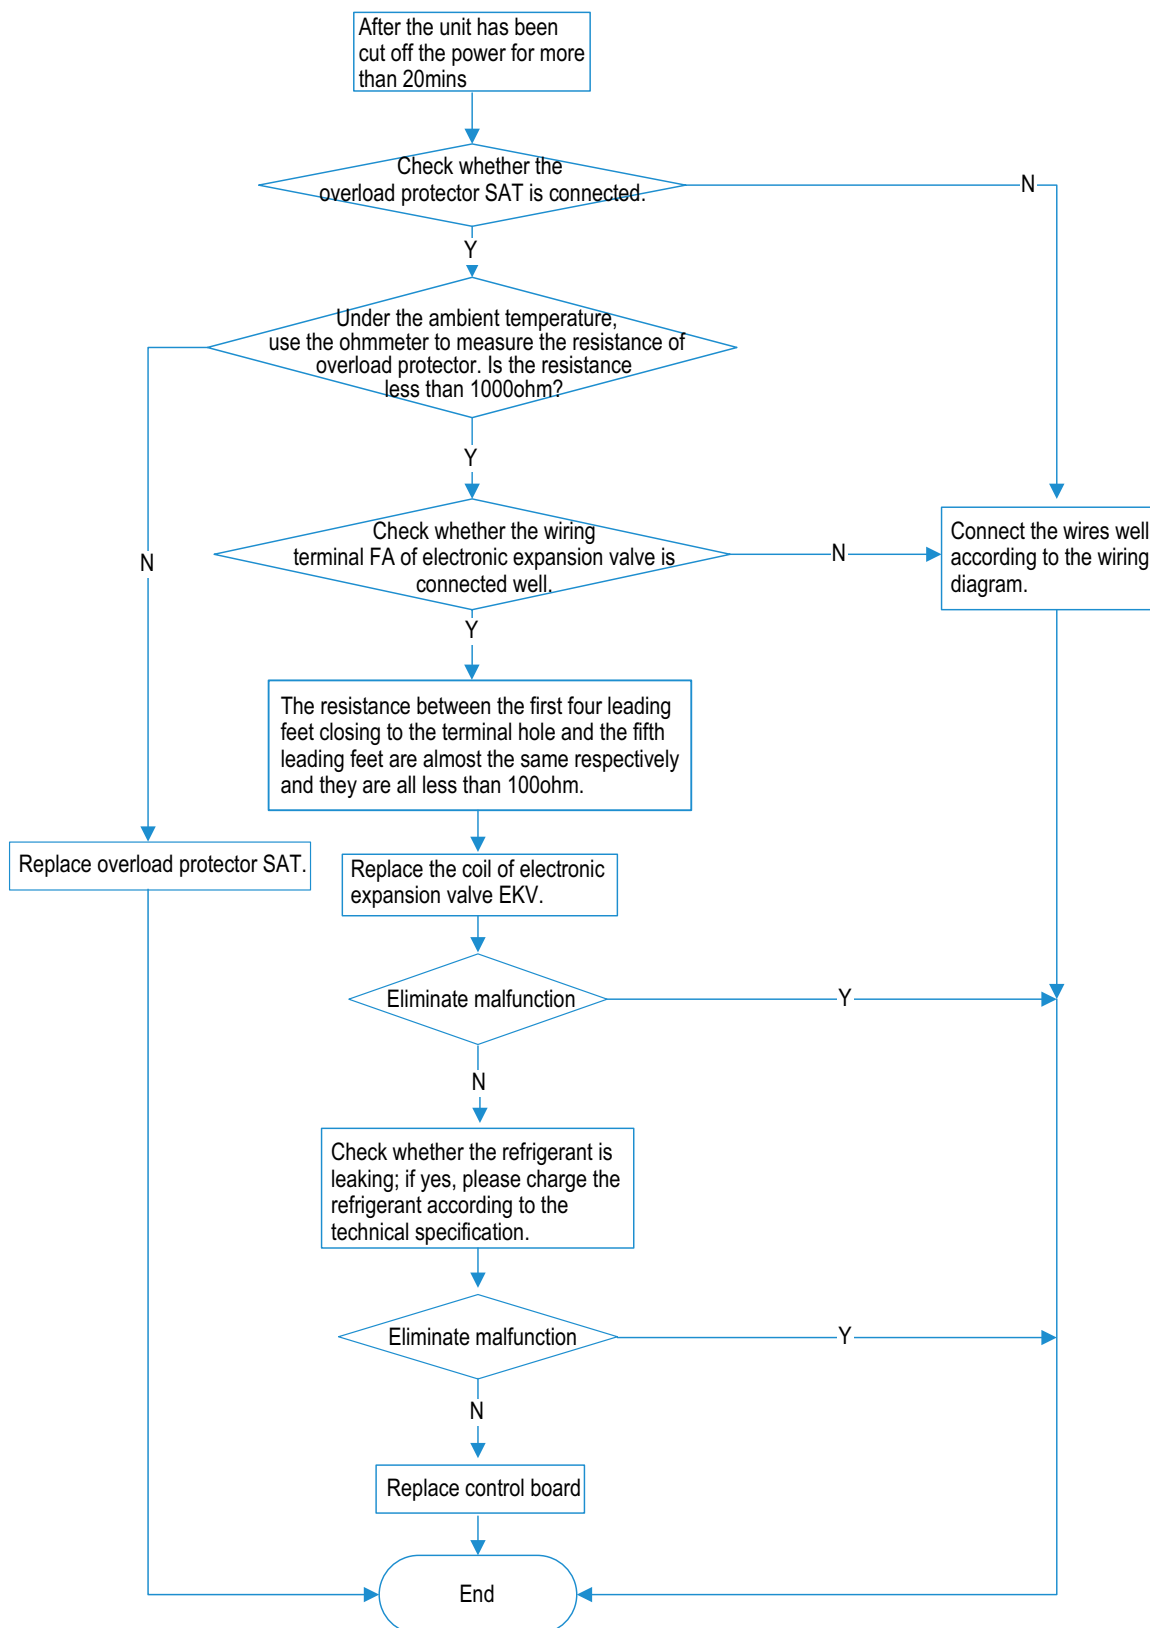 After the unit has been
cut off the power for more
than 20mins
Check whether the
overload protector SAT is connected.
N
Y
Under the ambient temperature,
use the ohmmeter to measure the resistance of
overload protector. Is the resistance
less than 1000ohm?
Y
N
Check whether the wiring
terminal FA of electronic expansion valve is
connected well.
N
Connect the wires well
according to the wiring
diagram.
Y
The resistance between the first four leading
feet closing to the terminal hole and the fifth
leading feet are almost the same respectively
and they are all less than 100ohm.
Replace overload protector SAT.
Replace the coil of electronic
expansion valve EKV.
Eliminate malfunction
Y
N
Check whether the refrigerant is
leaking; if yes, please charge the
refrigerant according to the
technical specification.
Eliminate malfunction
Y
N
Replace control board
End